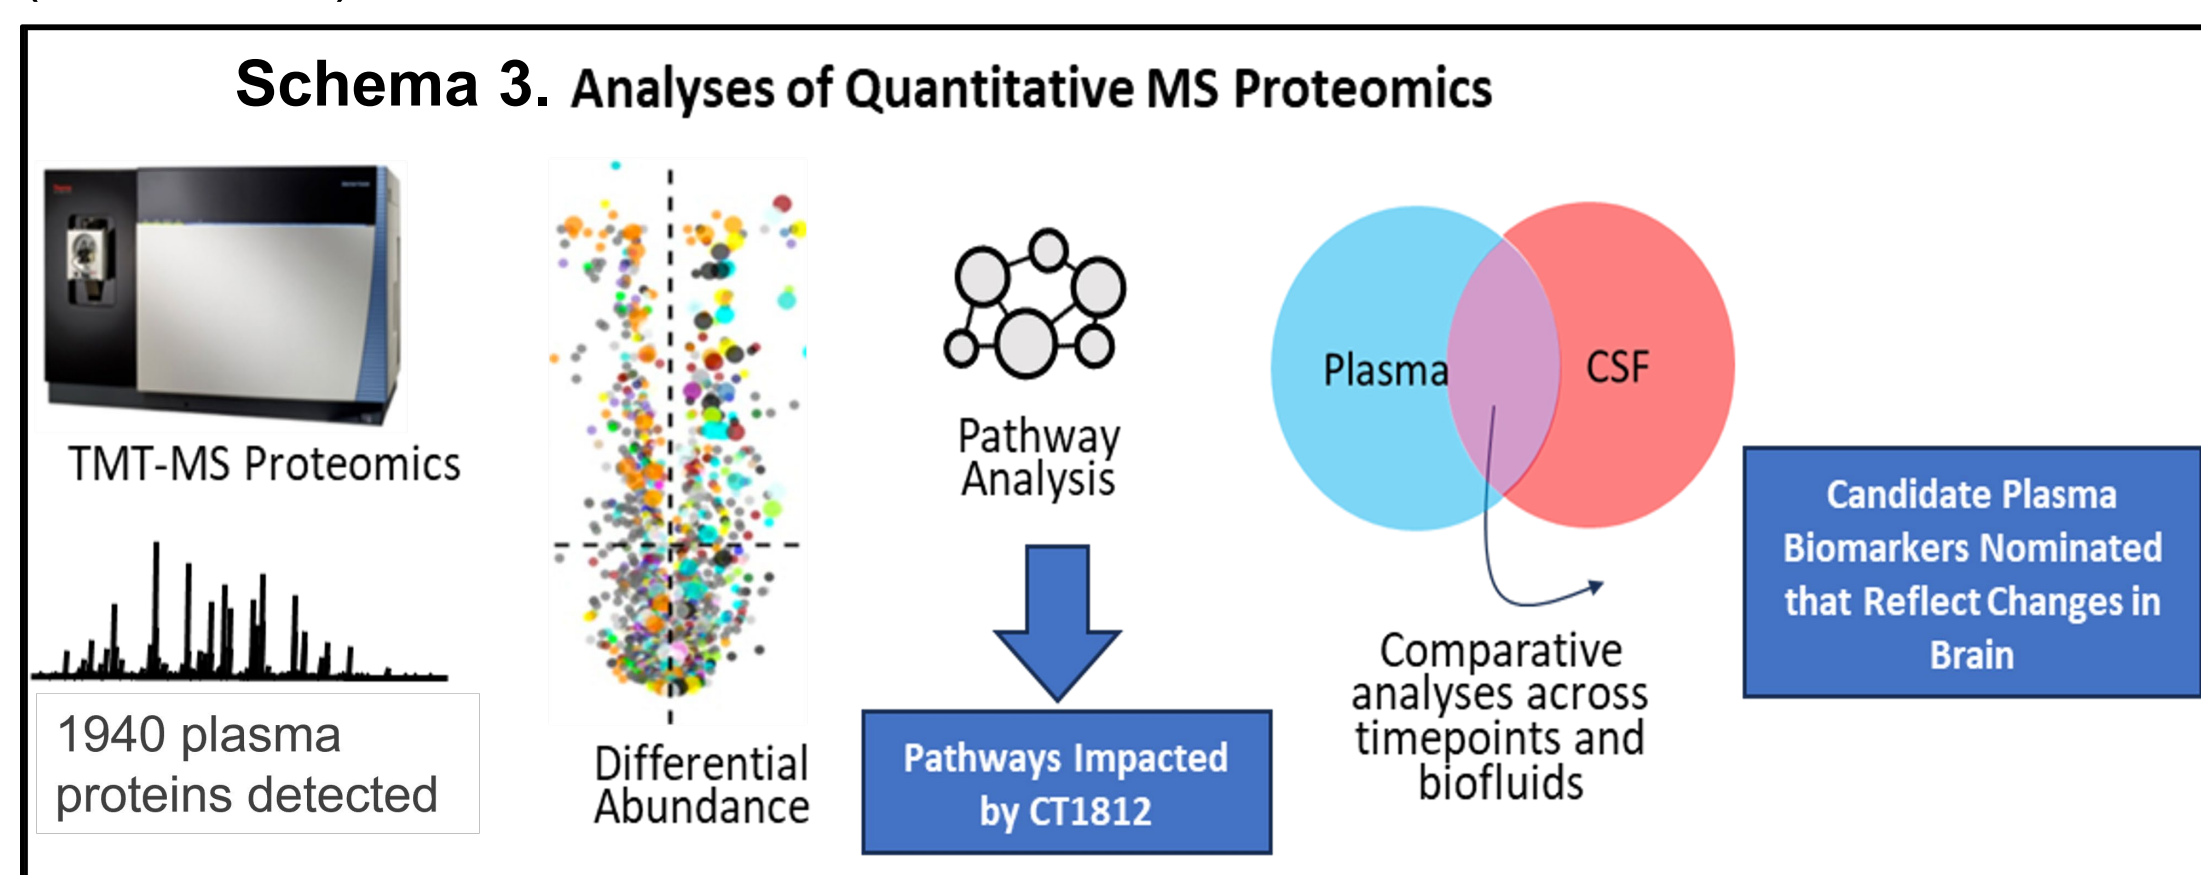 Schema 3. Analyses of Quantitative MS Proteomics
TMT-MS Proteomics
1940 plasma
proteins detected
Differential
Abundance
Pathway
Analysis
Pathways Impacted
by CT1812
Plasma
CSF
Comparative
analyses across
timepoints and
biofluids
Candidate Plasma
Biomarkers Nominated
that Reflect Changes in
Brain